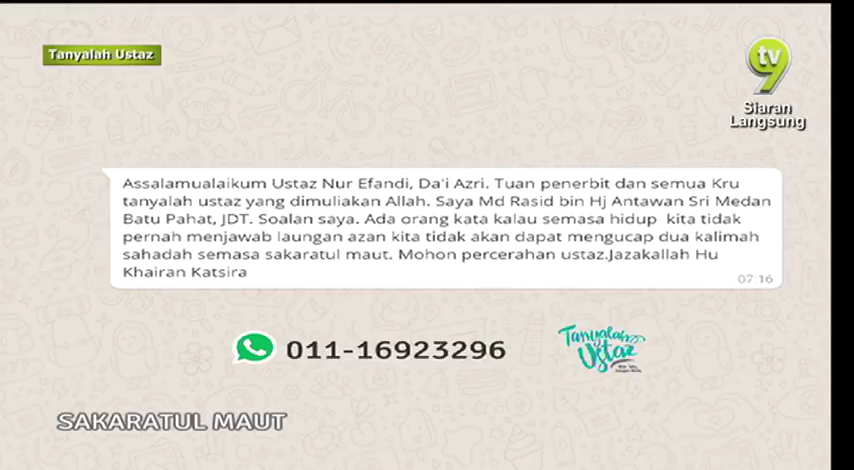 Tanyalah Ustaz
tv
9
Siaran
Langsung
Assalamualaikum Ustaz Nur Efandi, Da'i Azri. Tuan penerbit dan semua Kru
tanyalah ustaz yang dimuliakan Allah. Saya Md Rasid bin Hj Antawan Sri Medan
Batu Pahat, JDT. Soalan saya. Ada orang kata kalau semasa hidup kita tidak
pernah menjawab laungan azan kita tidak akan dapat mengucap dua kalimah
sahadah semasa sakaratul maut. Mohon percerahan ustaz.Jazakallah Hu
Khairan Katsira
07:16
011-16923296
Tanyalah
Ustaz
SAKARATUL MAUT